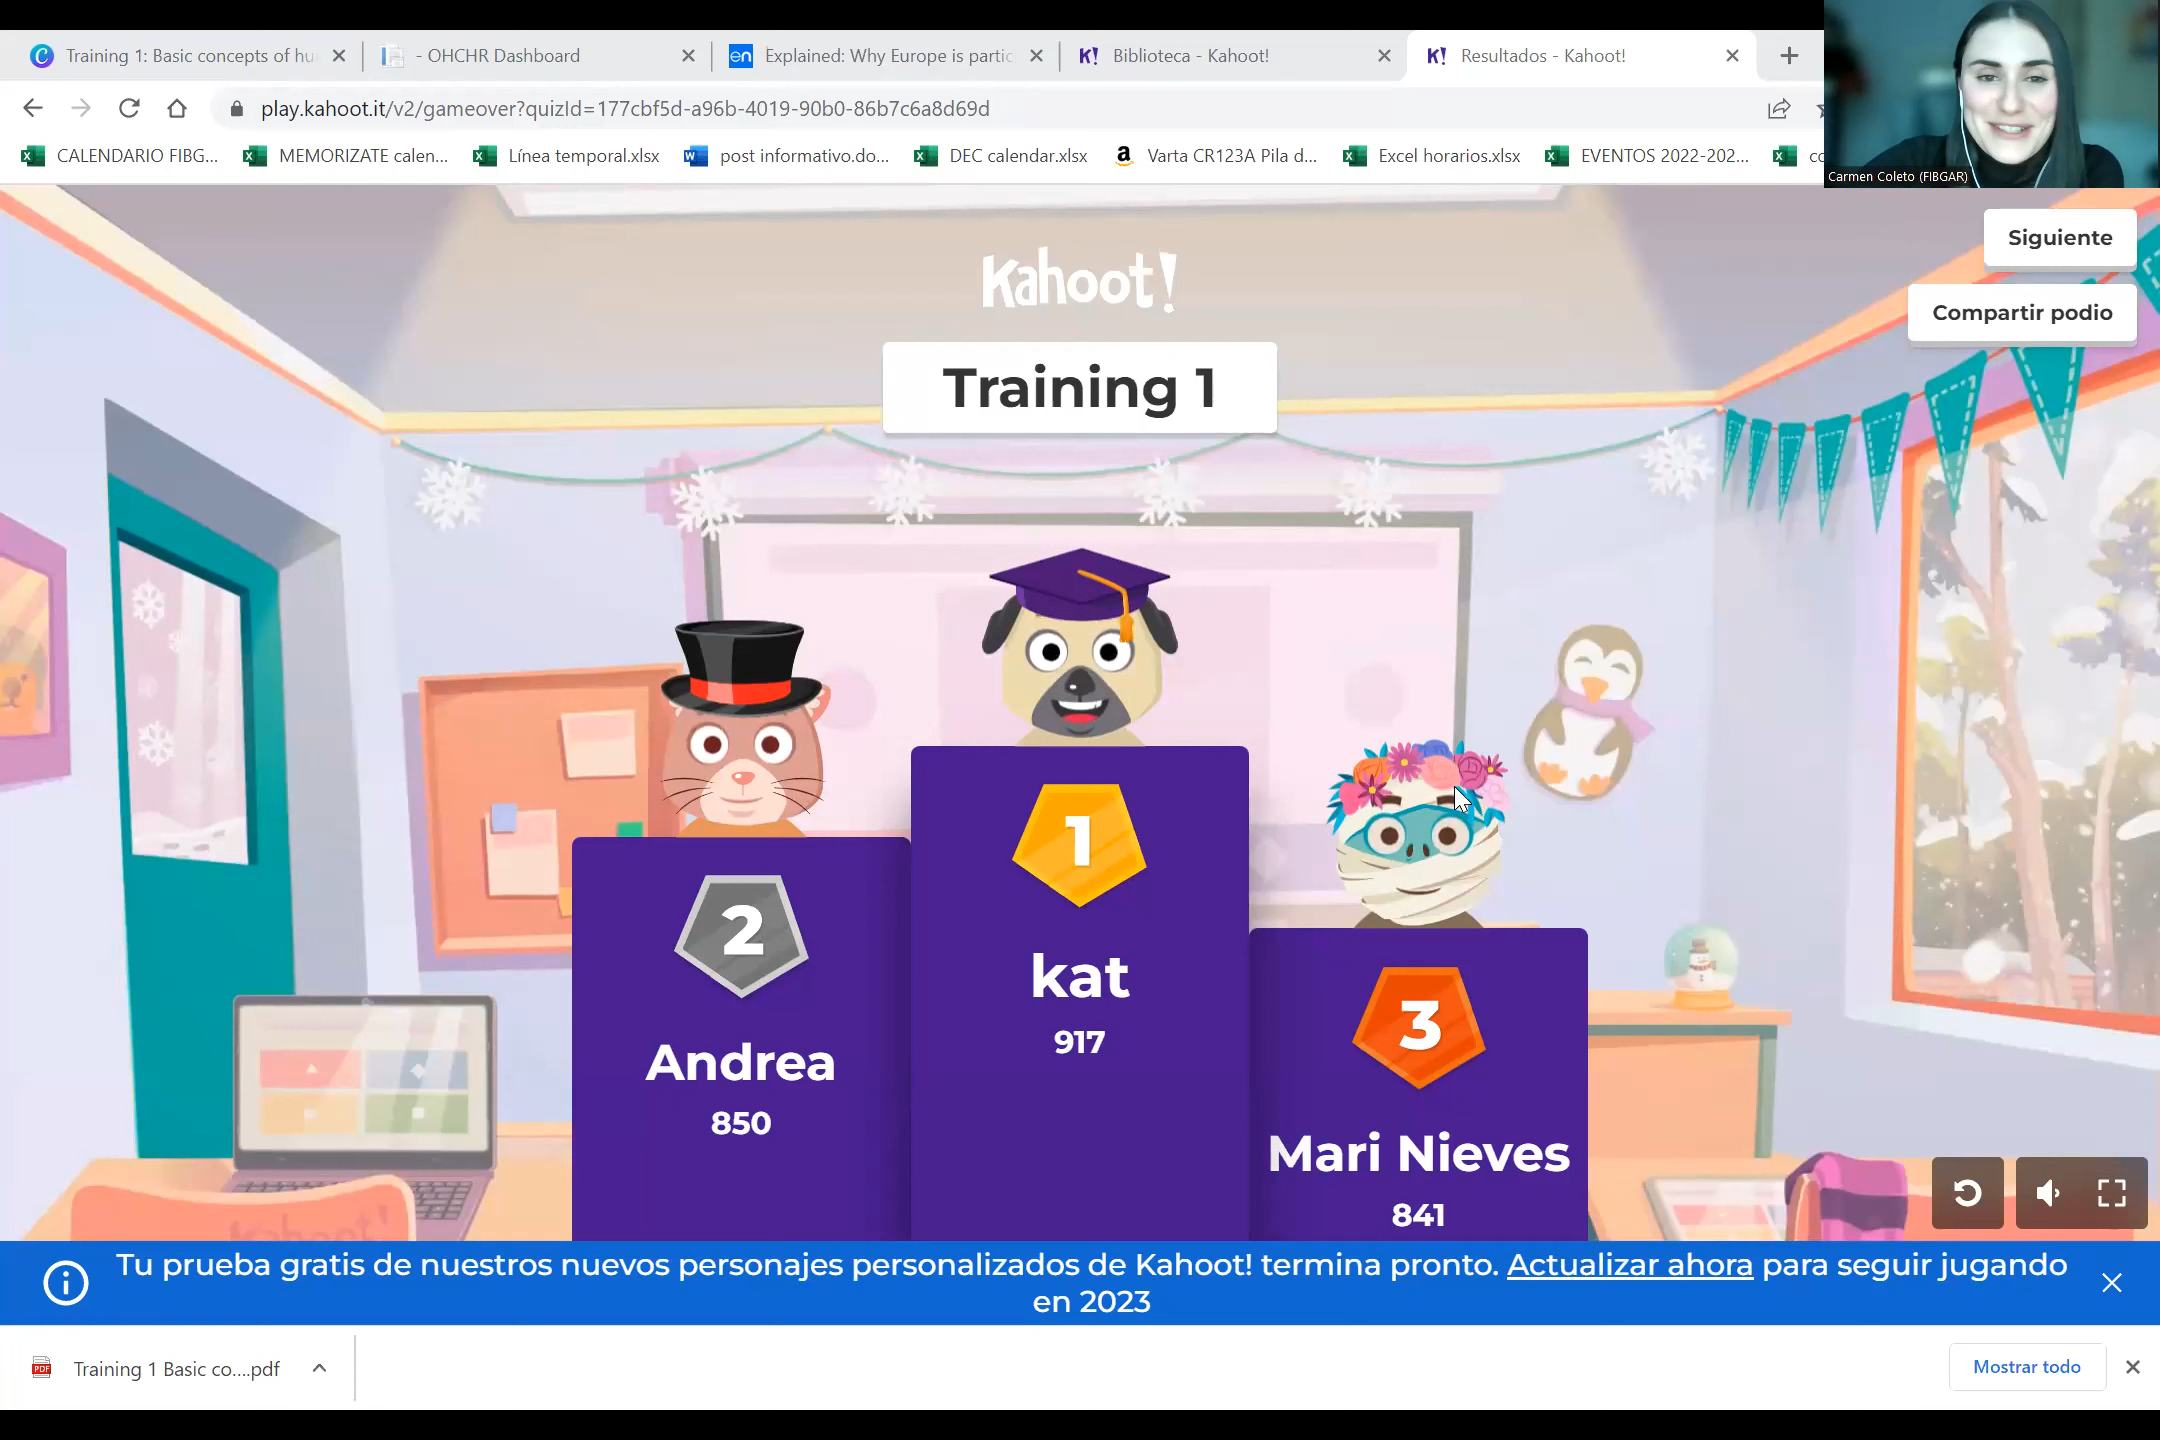 Training 1: Basic concepts of hu
- OHCHR Dashboard
Explained: Why Europe is partic
Biblioteca - Kahoot!
Resultados - Kahoot!
play.kahoot.it/v2/gameover?quizId=177cbf5d-a96b-4019-90b0-86b7c6a8d69d
CALENDARIO FIBG...
MEMORIZATE calen...
Línea temporal.xlsx
post informativo.do...
DEC calendar.xlsx
Varta CR123A Pila d...
Excel horarios.xlsx
EVENTOS 2022-202...
Carmen Coleto (FIBGAR)
Siguiente
Kahoot!
Compartir podio
Training 1
1
kat
917
2
Andrea
850
3
Mari Nieves
841
Kahoot!
Tu prueba gratis de nuestros nuevos personajes personalizados de Kahoot! termina pronto. Actualizar ahora para seguir jugando
en 2023
Training 1 Basic co....pdf
Mostrar todo